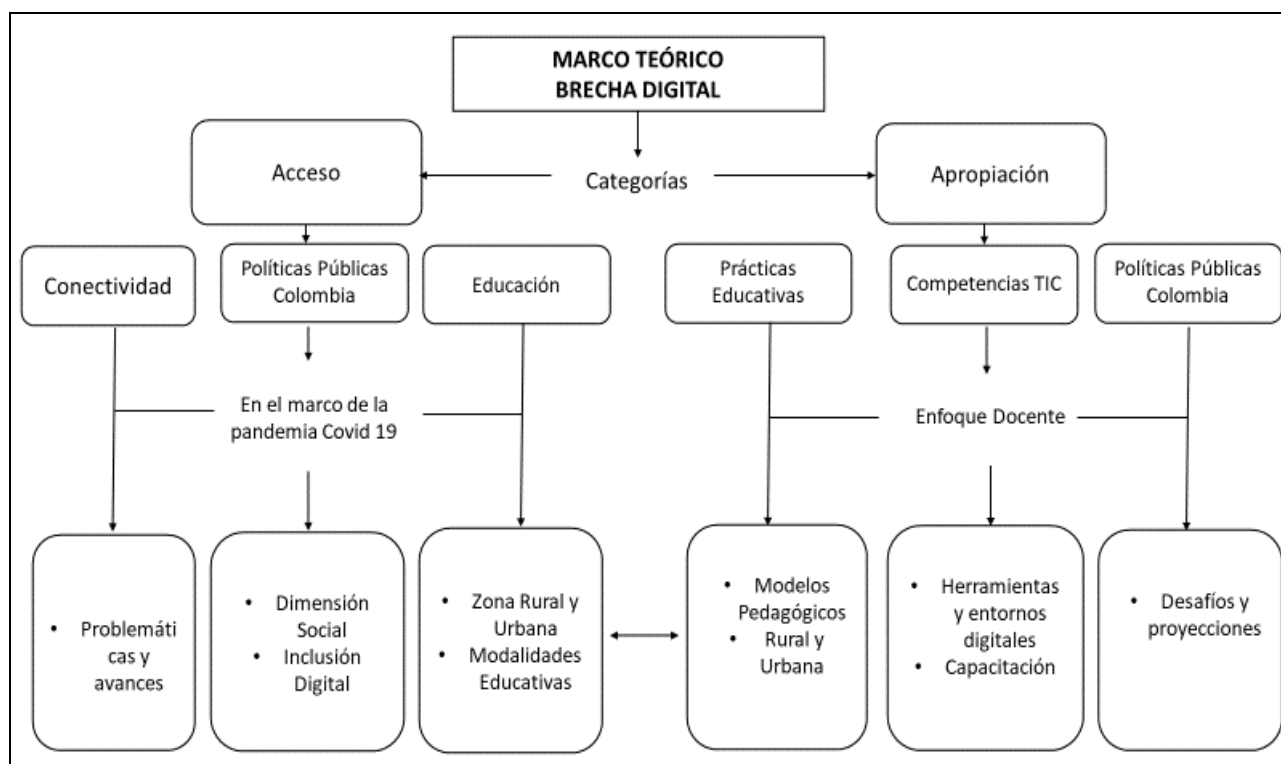 MARCO TEÓRICO
BRECHA DIGITAL
Acceso
Categorías
Apropiación
Conectividad
Políticas Públicas
Colombia
Educación
Prácticas
Educativas
Competencias TIC
Políticas Públicas
Colombia
En el marco de la
pandemia Covid 19
Enfoque Docente
• Problemáti
cas y
avances
• Dimensión
Social
• Inclusión
Digital
• Zona Rural y
Urbana
• Modalidades
Educativas
• Modelos
Pedagógicos
• Rural y
Urbana
• Herramientas
y entornos
digitales
• Capacitación
• Desafíos y
proyecciones